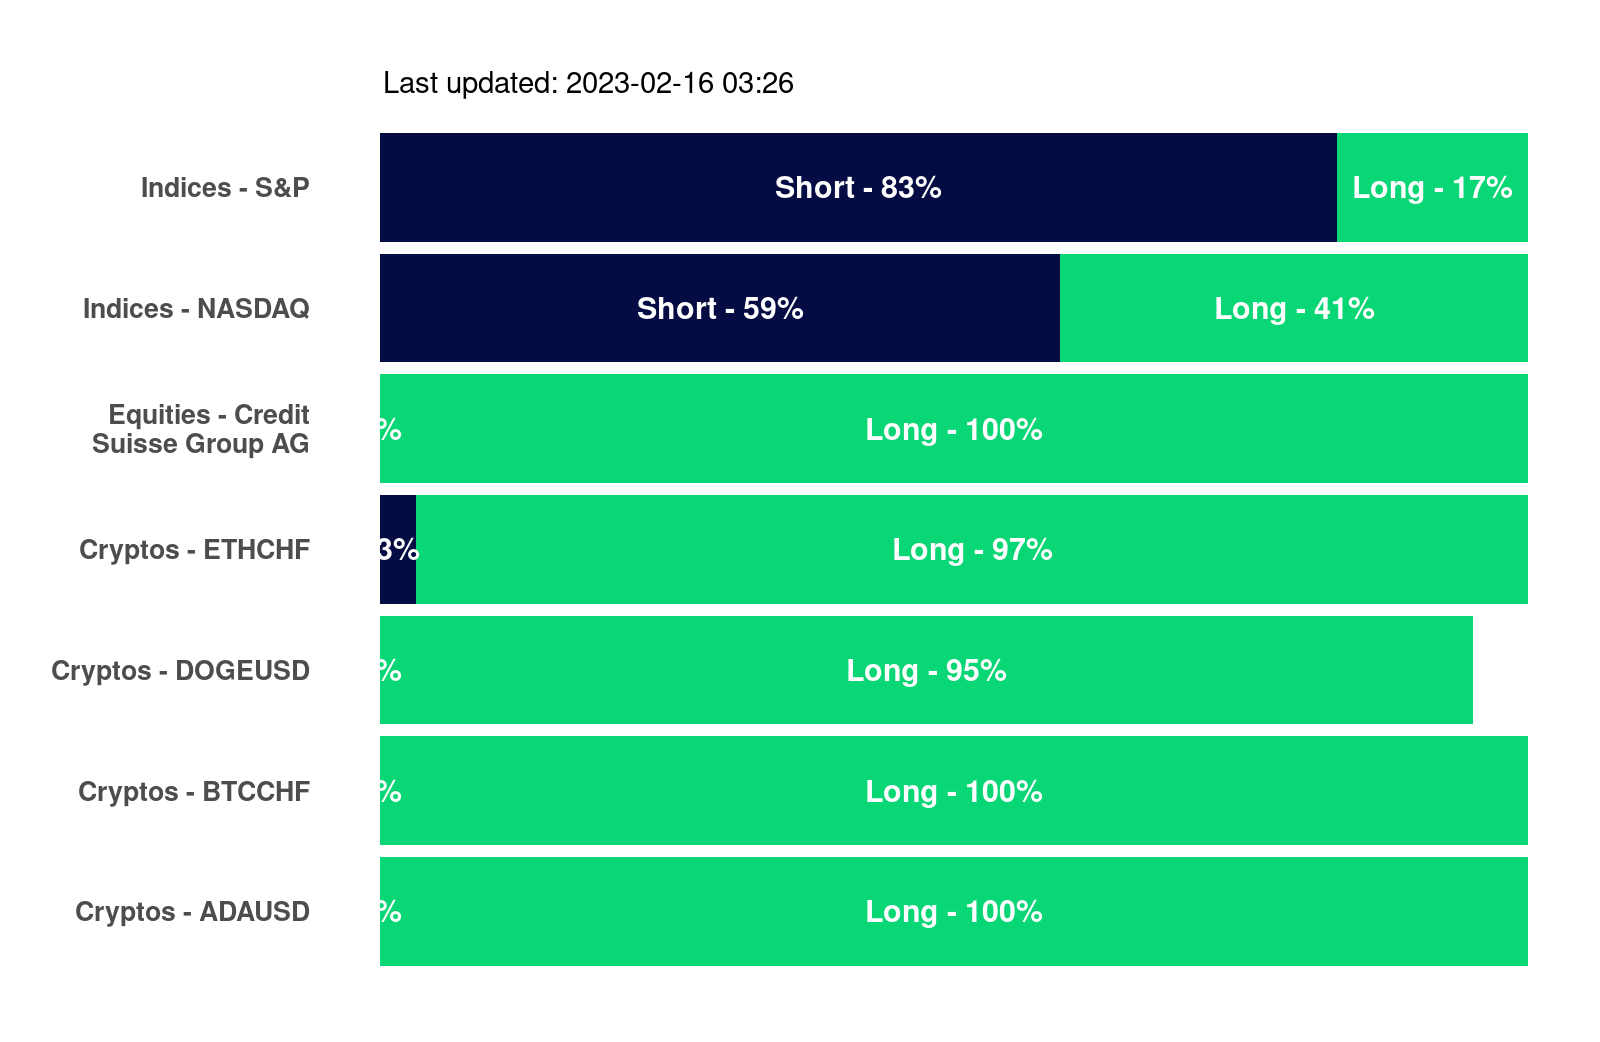 Last updated: 2023-02-16 03:26
Indices - S&P
Short - 83%
Long - 17%
Indices - NASDAQ
Short - 59%
Long - 41%
Equities - Credit
Suisse Group AG
%
Long - 100%
Cryptos - ETHCHF
3%
Long - 97%
Cryptos - DOGEUSD
%
Long - 95%
Cryptos - BTCCHF
%
Long - 100%
Cryptos - ADAUSD
%
Long - 100%